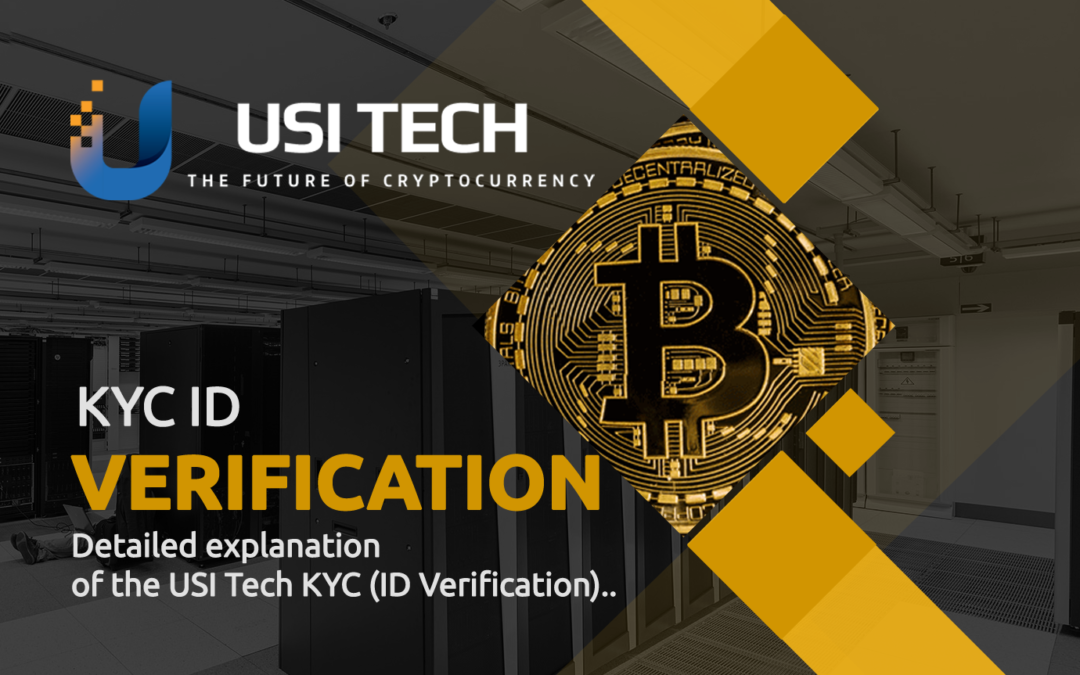 USI TECH
THE FUTURE OF CRYPTOCURRENCY
DECENTRALIZED
KYC ID
VERIFICATION
Detailed explanation
of the USI Tech KYC (ID Verification)..